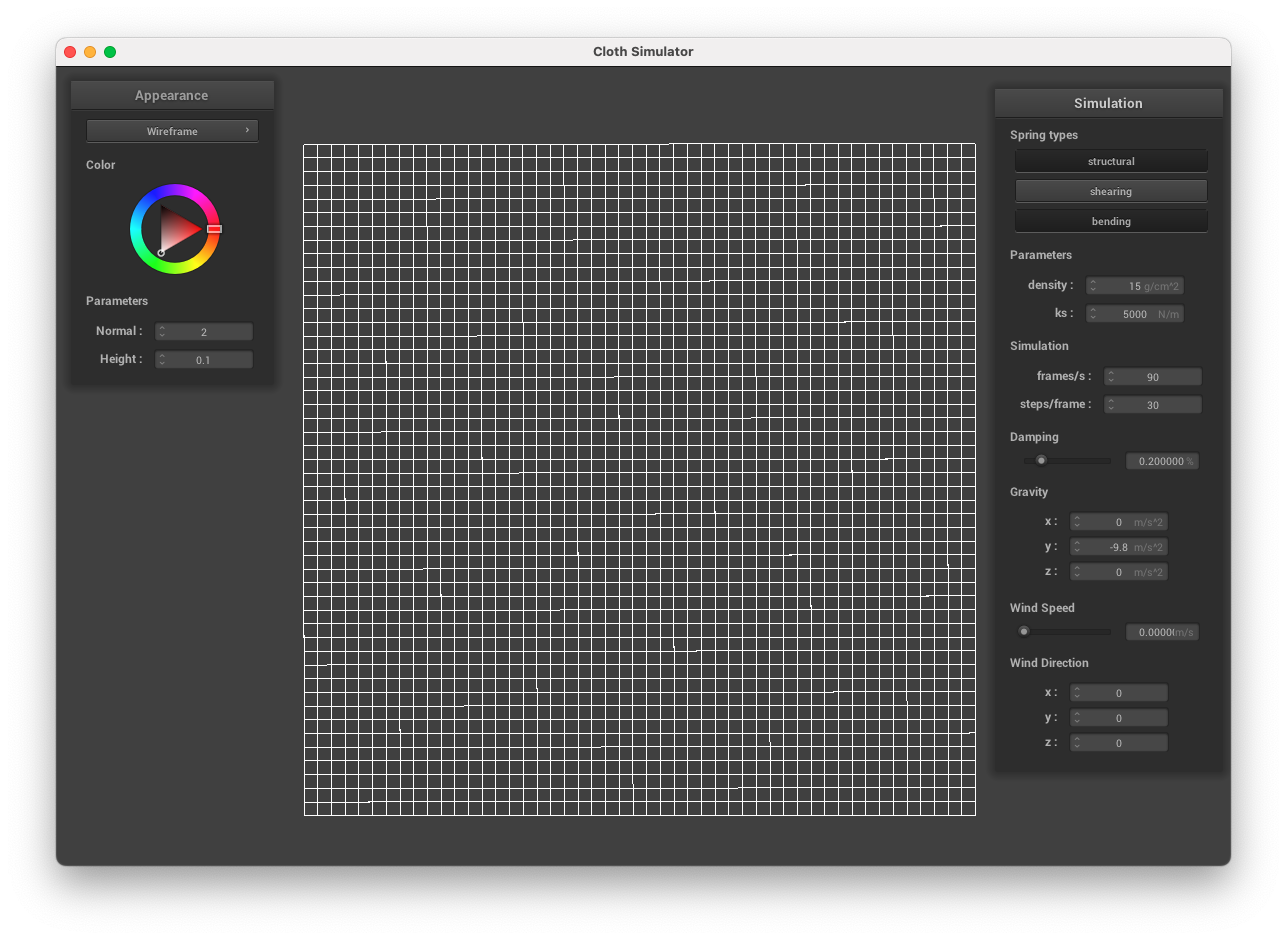 Cloth Simulator
Appearance
Wireframe ›
Color
Parameters
Normal : 2
Height : 0.1
Simulation
Spring types
structural
shearing
bending
Parameters
density : 15 g/cm^2
ks : 5000 N/m
Simulation
frames/s : 90
steps/frame : 30
Damping
0.200000 %
Gravity
x : 0 m/s^2
y : -9.8 m/s^2
z : 0 m/s^2
Wind Speed
0.0000 m/s
Wind Direction
x : 0
y : 0
z : 0